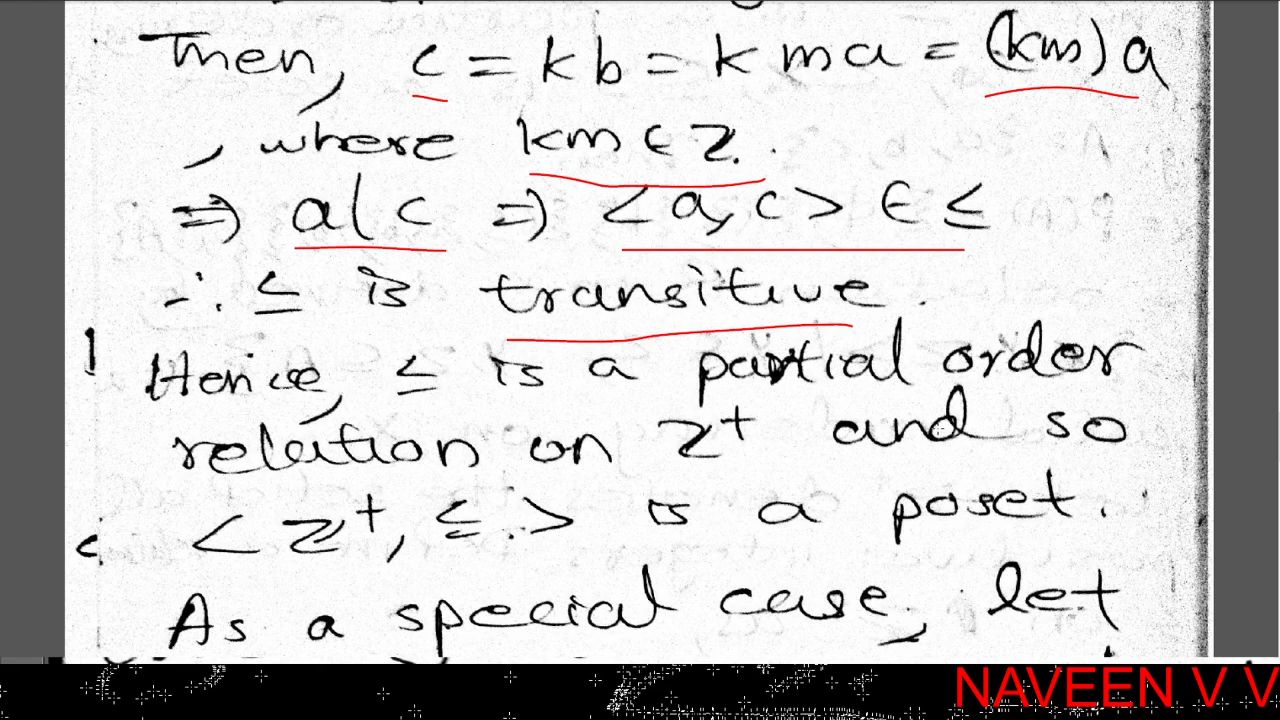 Then, c = kb = k ma = (km) a
, where km ∈ Z.
⇒ a | c ⇒ <a, c> ∈ ≤
∴ ≤ is transitive.
Hence, ≤ is a partial order
relation on Z⁺ and so
< Z⁺, ≤ > is a poset.
As a special case, let
NAVEEN V V